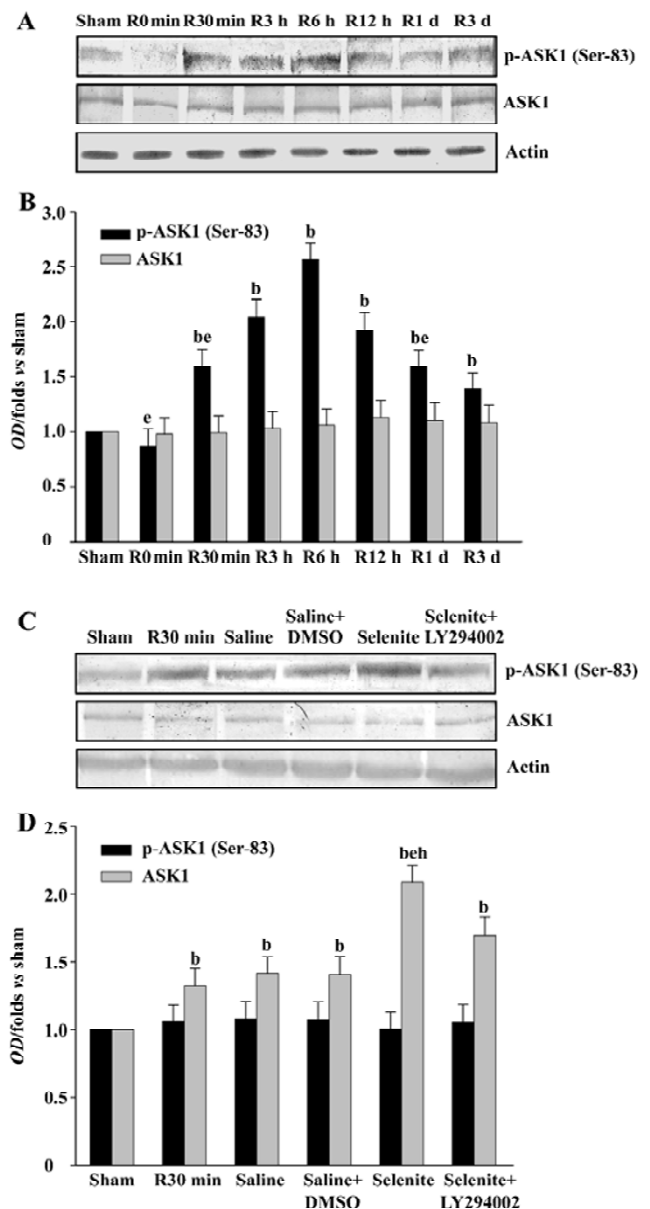 A
Sham R0 min R30 min R3 h R6 h R12 h R1 d R3 d
p-ASK1 (Ser-83)
ASK1
Actin
B
p-ASK1 (Ser-83)
ASK1
OD/folds vs sham
3.0
2.5
2.0
1.5
1.0
0.5
0
e
be
b
b
b
be
b
Sham R0 min R30 min R3 h R6 h R12 h R1 d R3 d
C
Sham R30 min Saline Saline+ DMSO Selenite Selenite+ LY294002
p-ASK1 (Ser-83)
ASK1
Actin
D
p-ASK1 (Ser-83)
ASK1
OD/folds vs sham
2.5
2.0
1.5
1.0
0.5
0
b
b
b
beh
b
Sham R30 min Saline Saline+ DMSO Selenite Selenite+ LY294002